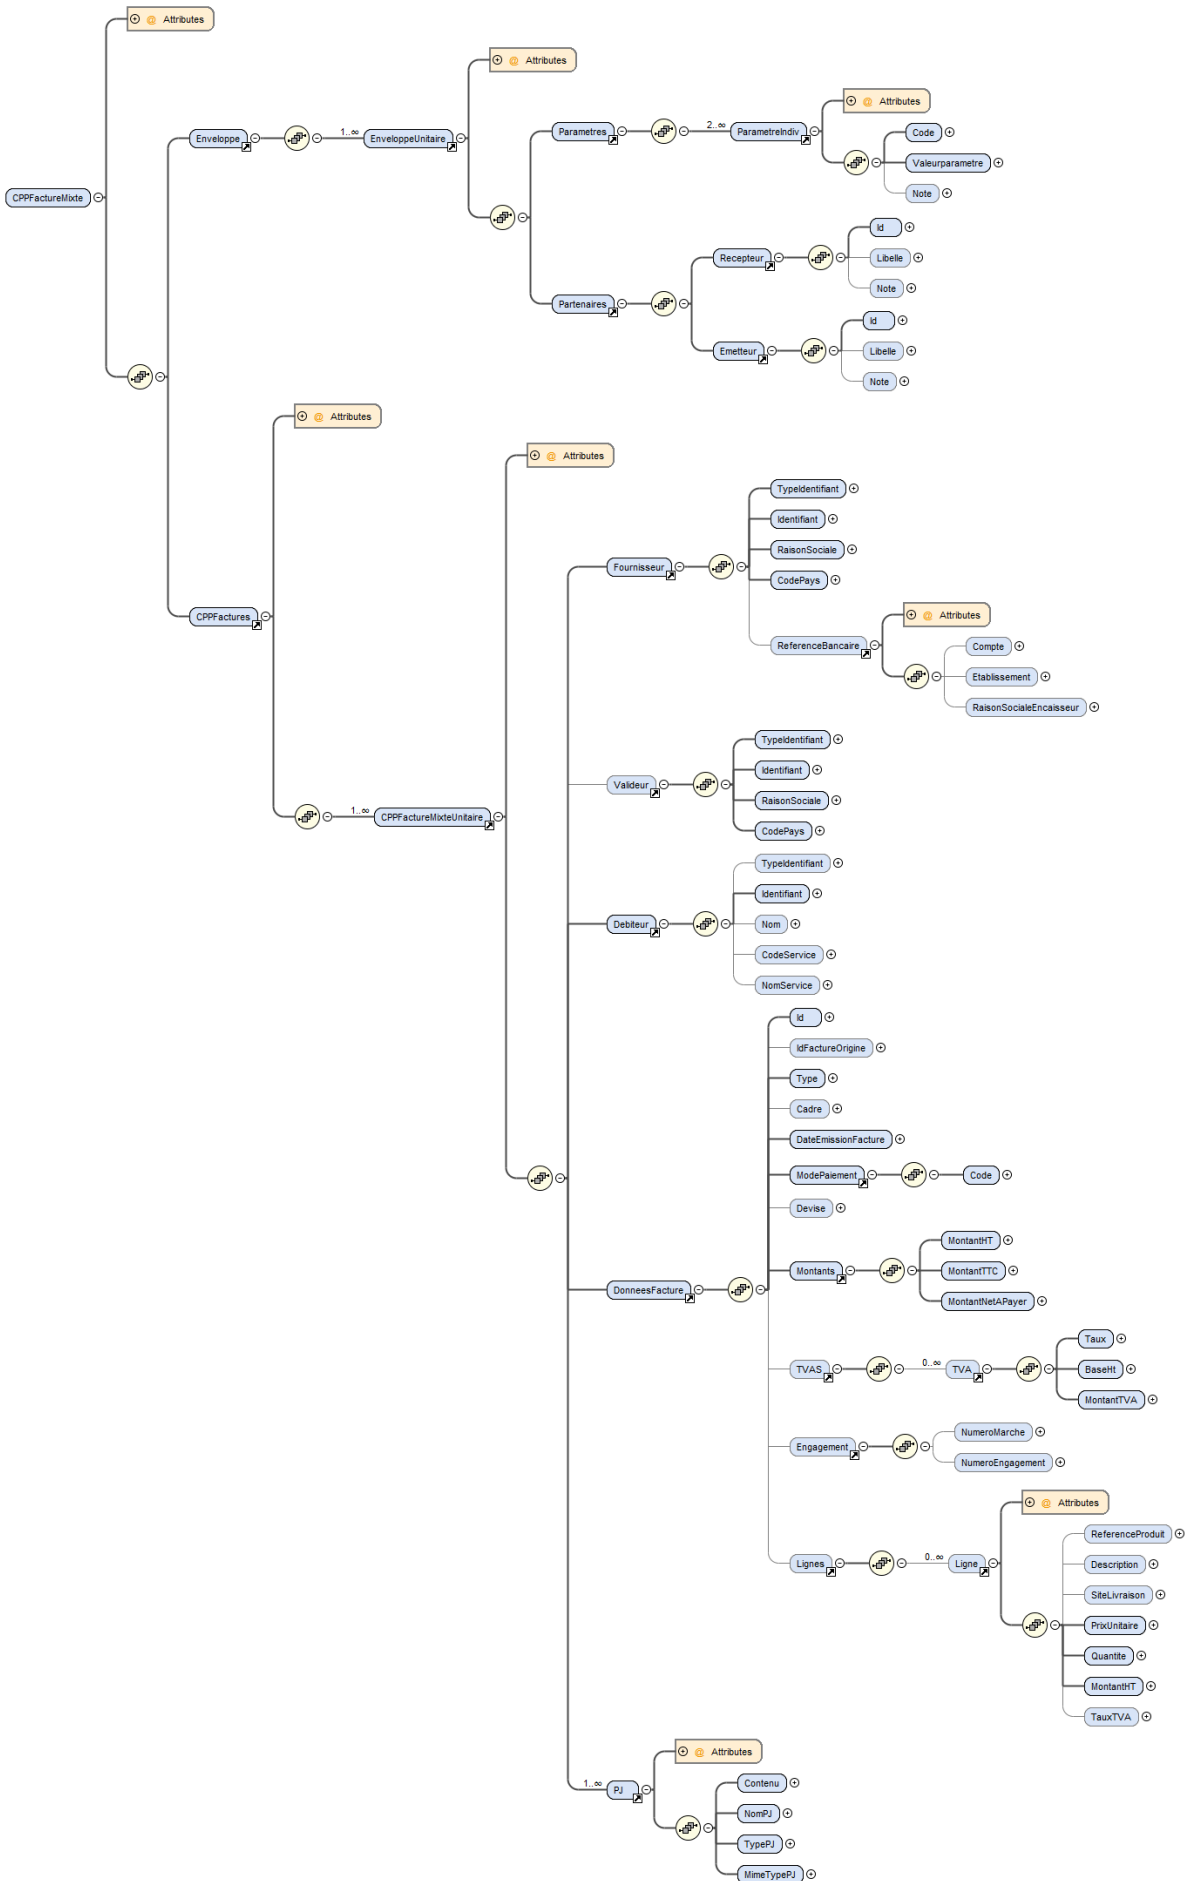 @ Attributes
@ Attributes
@ Attributes
Enveloppe
1..∞
EnveloppeUnitaire
Parametres
2..∞
ParametreIndiv
Code
Valeurparametre
Note
CPPFactureMixte
Recepteur
Id
Libelle
Note
Partenaires
Emetteur
Id
Libelle
Note
@ Attributes
@ Attributes
Fournisseur
TypeIdentifiant
Identifiant
RaisonSociale
CodePays
ReferenceBancaire
@ Attributes
Compte
Etablissement
RaisonSocialeEncaisseur
CPPFactures
1..∞
CPPFactureMixteUnitaire
Valideur
TypeIdentifiant
Identifiant
RaisonSociale
CodePays
Debiteur
TypeIdentifiant
Identifiant
Nom
CodeService
NomService
DonneesFacture
Id
IdFactureOrigine
Type
Cadre
DateEmissionFacture
ModePaiement
Code
Devise
Montants
MontantHT
MontantTTC
MontantNetAPayer
TVAS
0..∞
TVA
Taux
BaseHt
MontantTVA
Engagement
NumeroMarche
NumeroEngagement
Lignes
0..∞
Ligne
@ Attributes
ReferenceProduit
Description
SiteLivraison
PrixUnitaire
Quantite
MontantHT
TauxTVA
1..∞
PJ
@ Attributes
Contenu
NomPJ
TypePJ
MimeTypePJ